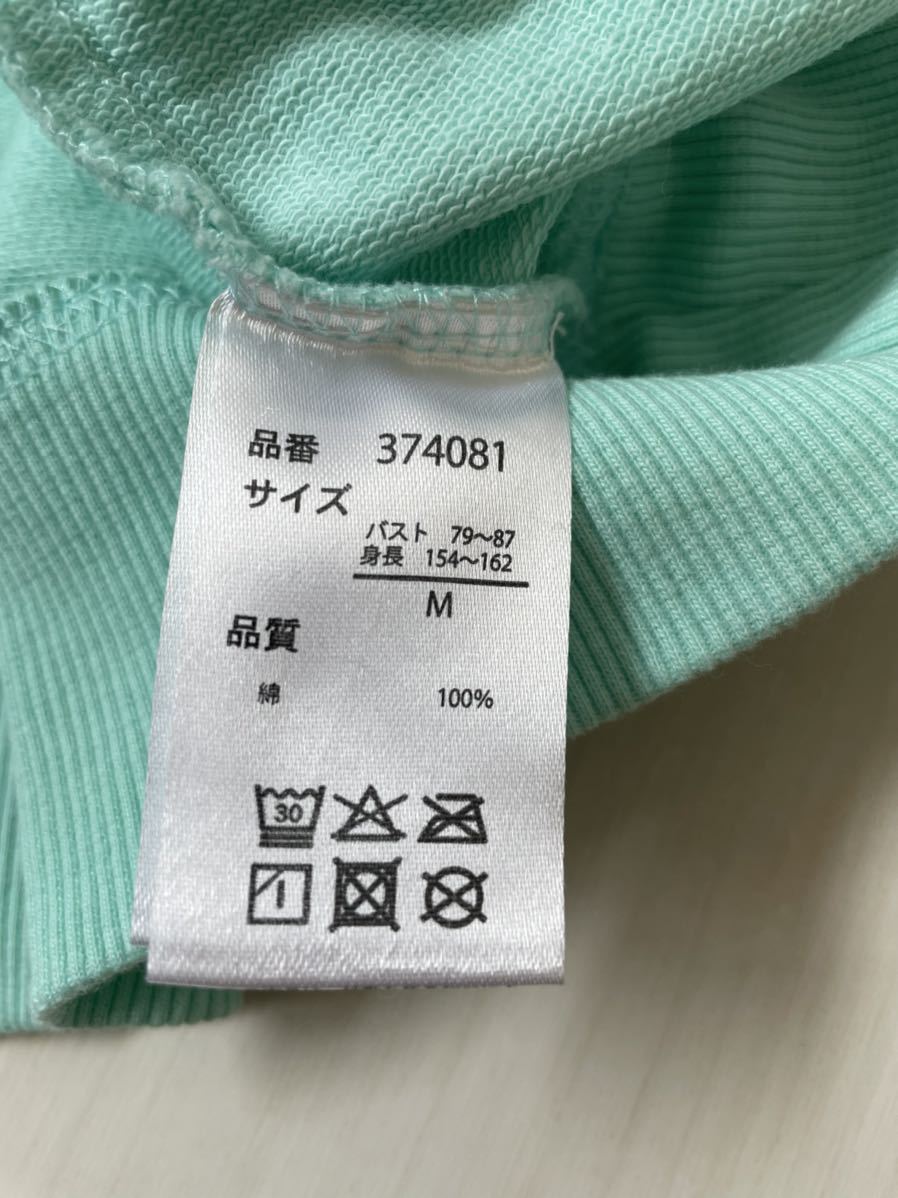 品番 374081
サイズ
バスト 79～87
身長 154～162
M
品質
綿 100%
30